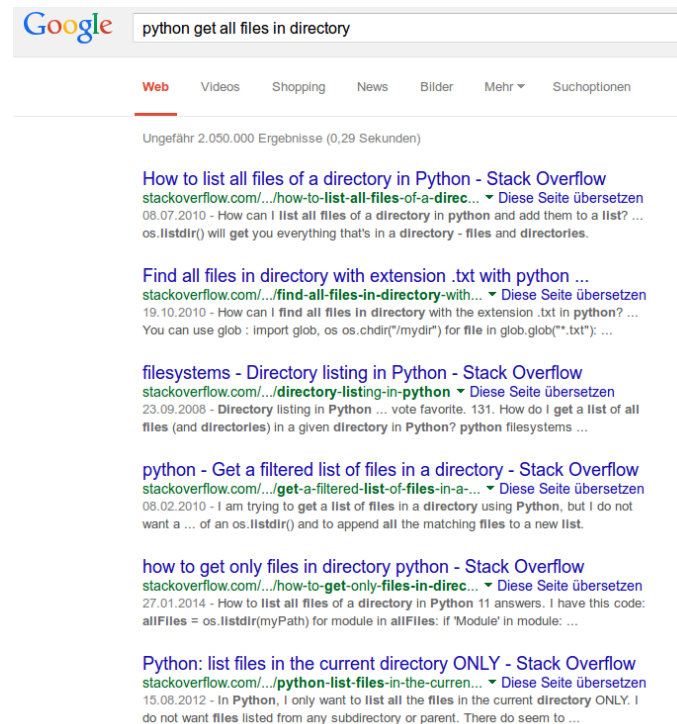 Google python get all files in directory
Web Videos Shopping News Bilder Mehr Suchoptionen
Ungefähr 2.050.000 Ergebnisse (0,29 Sekunden)
How to list all files of a directory in Python - Stack Overflow
stackoverflow.com/.../how-to-list-all-files-of-a-direc... Diese Seite übersetzen
08.07.2010 - How can I list all files of a directory in python and add them to a list? ...
os.listdir() will get you everything that's in a directory - files and directories.
Find all files in directory with extension .txt with python ...
stackoverflow.com/.../find-all-files-in-directory-with... Diese Seite übersetzen
19.10.2010 - How can I find all files in directory with the extension .txt in python? ...
You can use glob : import glob, os os.chdir("/mydir") for file in glob.glob("*.txt"): ...
filesystems - Directory listing in Python - Stack Overflow
stackoverflow.com/.../directory-listing-in-python Diese Seite übersetzen
23.09.2008 - Directory listing in Python ... vote favorite. 131. How do I get a list of all
files (and directories) in a given directory in Python? python filesystems ...
python - Get a filtered list of files in a directory - Stack Overflow
stackoverflow.com/.../get-a-filtered-list-of-files-in-a-... Diese Seite übersetzen
08.02.2010 - I am trying to get a list of files in a directory using Python, but I do not
want a ... of an os.listdir() and to append all the matching files to a new list.
how to get only files in directory python - Stack Overflow
stackoverflow.com/.../how-to-get-only-files-in-direc... Diese Seite übersetzen
27.01.2014 - How to list all files of a directory in Python 11 answers. I have this code:
allFiles = os.listdir(myPath) for module in allFiles: if 'Module' in module: ...
Python: list files in the current directory ONLY - Stack Overflow
stackoverflow.com/.../python-list-files-in-the-curren... Diese Seite übersetzen
15.08.2012 - In Python, I only want to list all the files in the current directory ONLY. I
do not want files listed from any subdirectory or parent. There do seem to ...